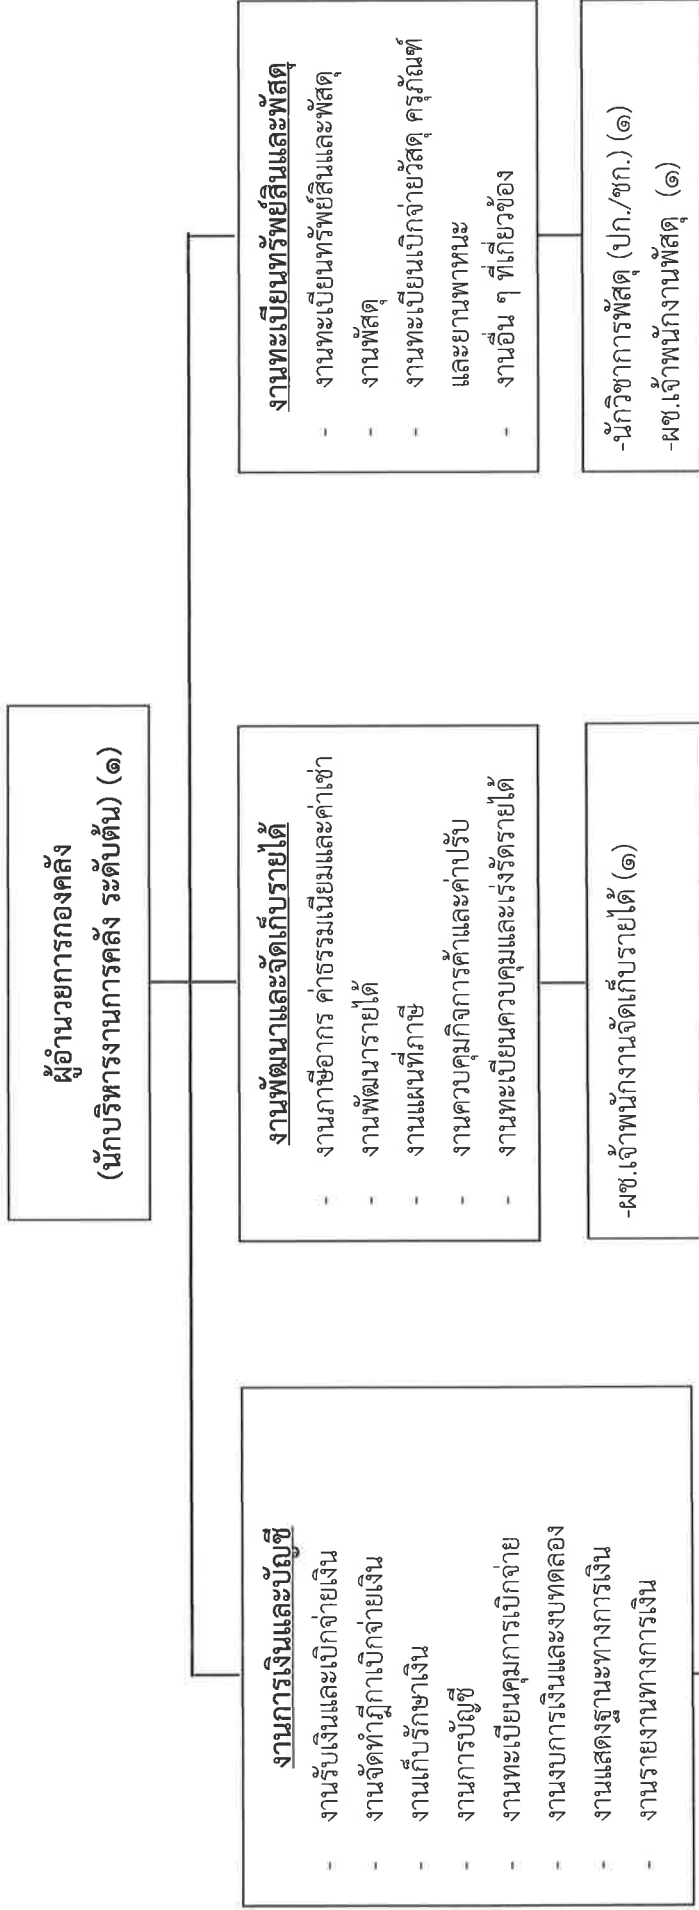 ผู้อำนวยการกองคลัง
(นักบริหารงานการคลัง ระดับต้น) (๑)
งานการเงินและบัญชี
- งานรับเงินและเบิกจ่ายเงิน
- งานจัดทำฎีกาเบิกจ่ายเงิน
- งานเก็บรักษาเงิน
- งานการบัญชี
- งานทะเบียนคุมการเบิกจ่าย
- งานงบการเงินและงบทดลอง
- งานแสดงฐานะทางการเงิน
- งานรายงานทางการเงิน
งานพัฒนาและจัดเก็บรายได้
- งานภาษีอากร ค่าธรรมเนียมและค่าเช่า
- งานพัฒนารายได้
- งานแผนที่ภาษี
- งานควบคุมกิจการค้าและค่าปรับ
- งานทะเบียนควบคุมและเร่งรัดรายได้
-ผช.เจ้าพนักงานจัดเก็บรายได้ (๑)
งานทะเบียนทรัพย์สินและพัสดุ
- งานทะเบียนทรัพย์สินและพัสดุ
- งานพัสดุ
- งานทะเบียนเบิกจ่ายวัสดุ ครุภัณฑ์
และยานพาหนะ
- งานอื่น ๆ ที่เกี่ยวข้อง
-นักวิชาการพัสดุ (ปก./ชก.) (๑)
-ผช.เจ้าพนักงานพัสดุ (๑)